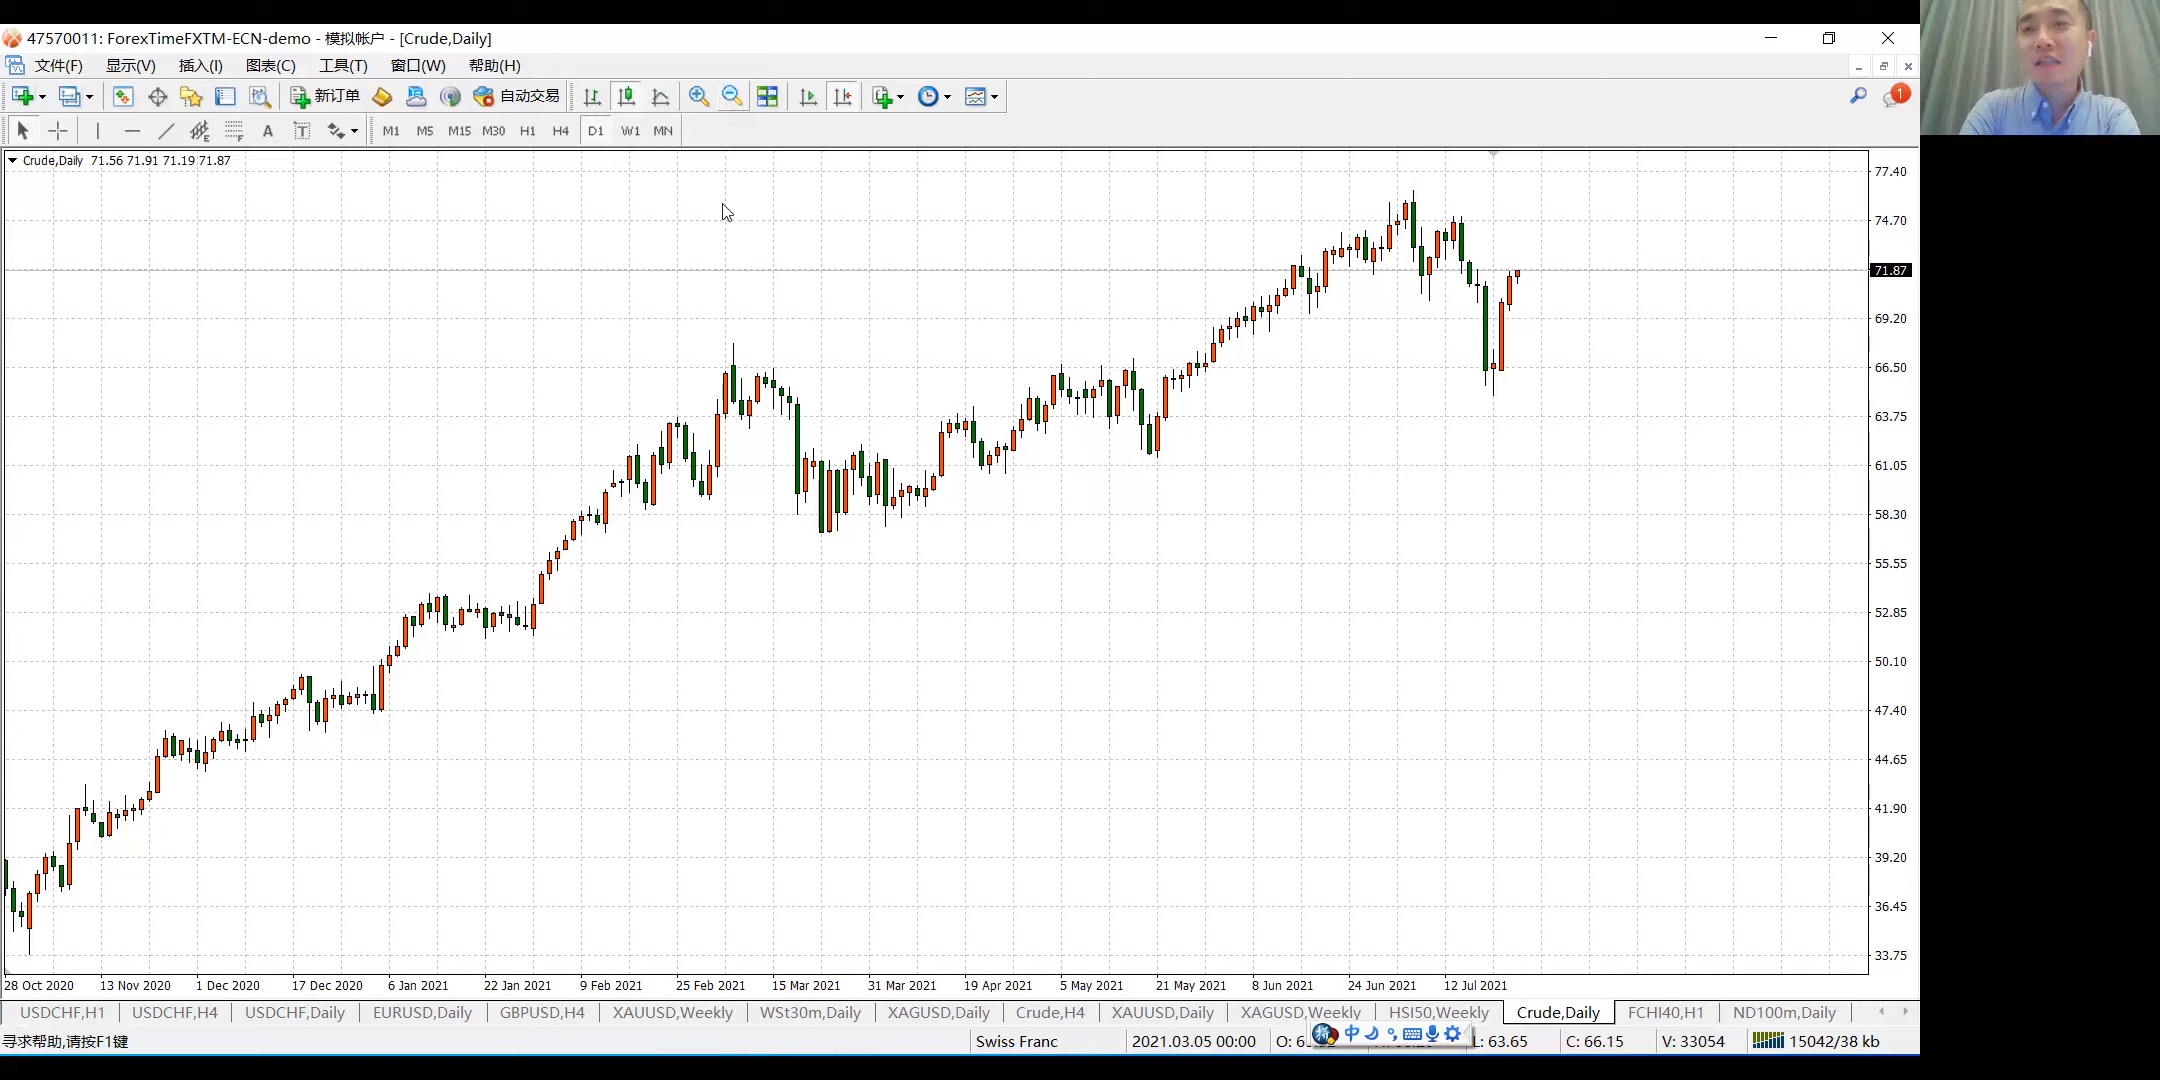 47570011: ForexTimeFXTM-ECN-demo - 模拟帐户 - [Crude,Daily]
文件(F) 显示(V) 插入(I) 图表(C) 工具(T) 窗口(W) 帮助(H)
新订单 自动交易 1
A T M1 M5 M15 M30 H1 H4 D1 W1 MN
Crude,Daily 71.56 71.91 71.19 71.87
77.40
74.70
71.87
69.20
66.50
63.75
61.05
58.30
55.55
52.85
50.10
47.40
44.65
41.90
39.20
36.45
33.75
28 Oct 2020 13 Nov 2020 1 Dec 2020 17 Dec 2020 6 Jan 2021 22 Jan 2021 9 Feb 2021 25 Feb 2021 15 Mar 2021 31 Mar 2021 19 Apr 2021 5 May 2021 21 May 2021 8 Jun 2021 24 Jun 2021 12 Jul 2021
USDCHF,H1 USDCHF,H4 USDCHF,Daily EURUSD,Daily GBPUSD,H4 XAUUSD,Weekly WSt30m,Daily XAGUSD,Daily Crude,H4 XAUUSD,Daily XAGUSD,Weekly HSI50,Weekly Crude,Daily FCHI40,H1 ND100m,Daily
寻求帮助,请按F1键 Swiss Franc 2021.03.05 00:00 O: 中 L: 63.65 C: 66.15 V: 33054 15042/38 kb